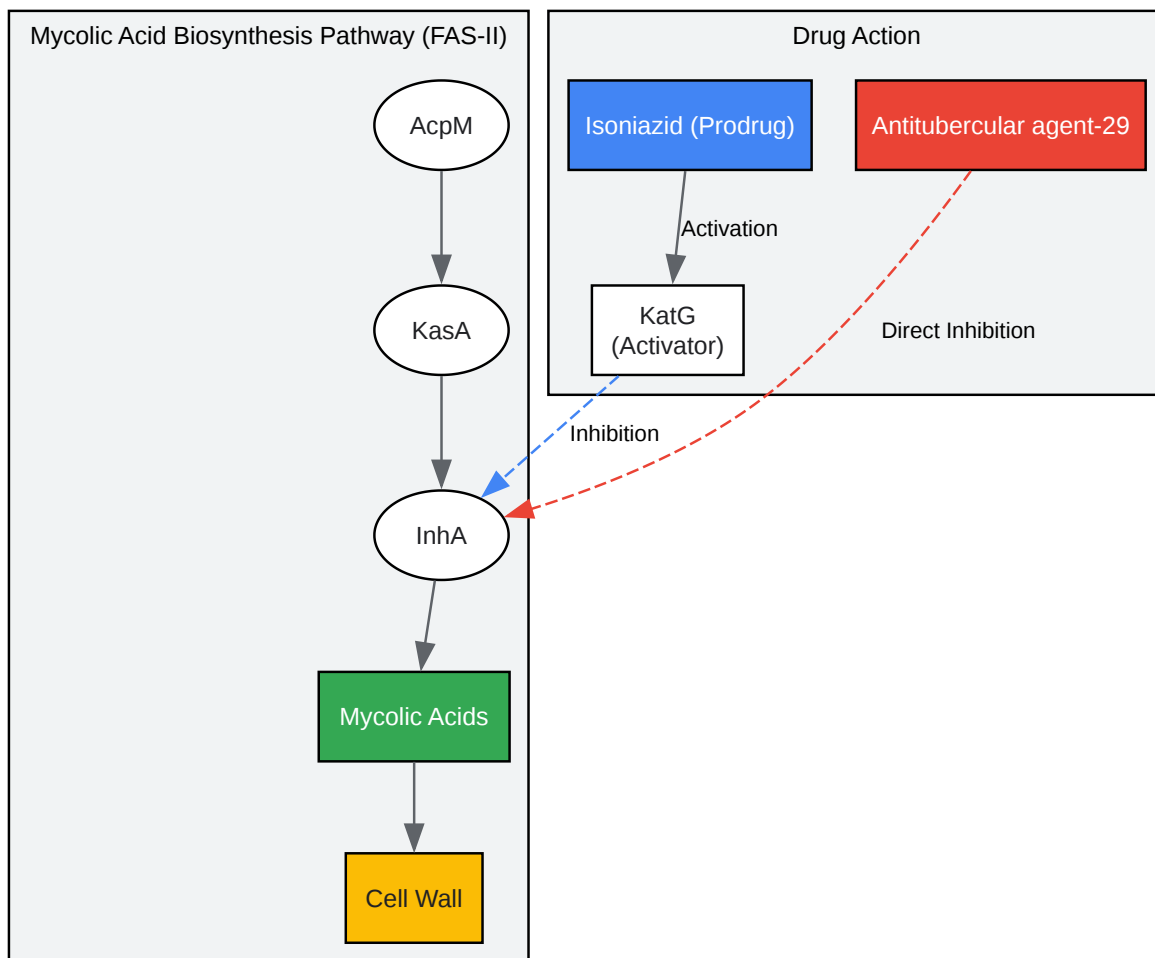 Mycolic Acid Biosynthesis Pathway (FAS-II)
AcpM
KasA
InhA
Mycolic Acids
Cell Wall
Drug Action
Isoniazid (Prodrug)
Antitubercular agent-29
Activation
KatG
(Activator)
Direct Inhibition
Inhibition